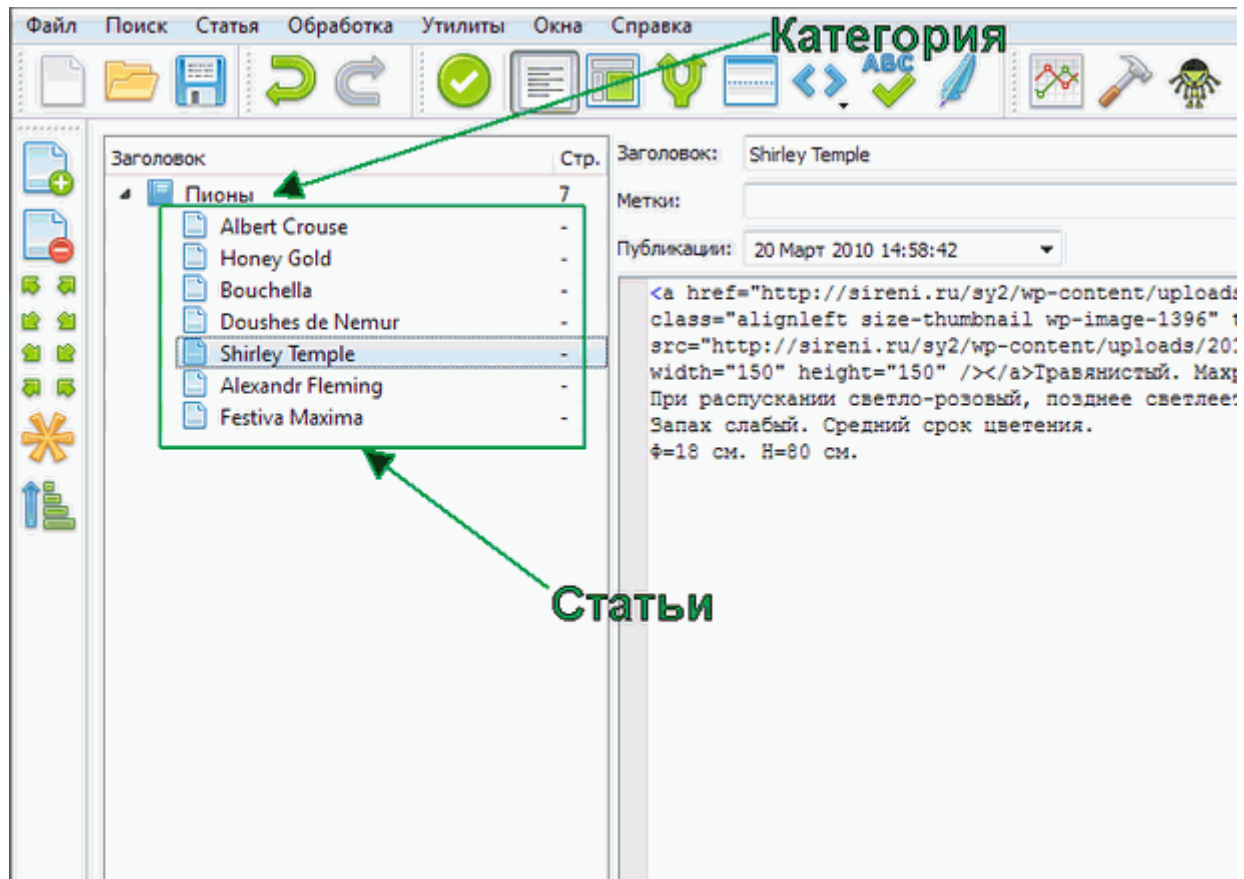 Файл Поиск Статья Обработка Утилиты Окна Справка
Категория
ABC
Заголовок Стр.
Пионы 7
Albert Crouse -
Honey Gold -
Bouchella -
Doushes de Nemur -
Shirley Temple -
Alexandr Fleming -
Festiva Maxima -
Статьи
Заголовок: Shirley Temple
Метки:
Публикации: 20 Март 2010 14:58:42
<a href="http://sireni.ru/sy2/wp-content/uploads
class="alignleft size-thumbnail wp-image-1396" t
src="http://sireni.ru/sy2/wp-content/uploads/201
width="150" height="150" /></a>Травянистый. Махр
При распускании светло-розовый, позднее светлеет
Запах слабый. Средний срок цветения.
Ф=18 см. H=80 см.